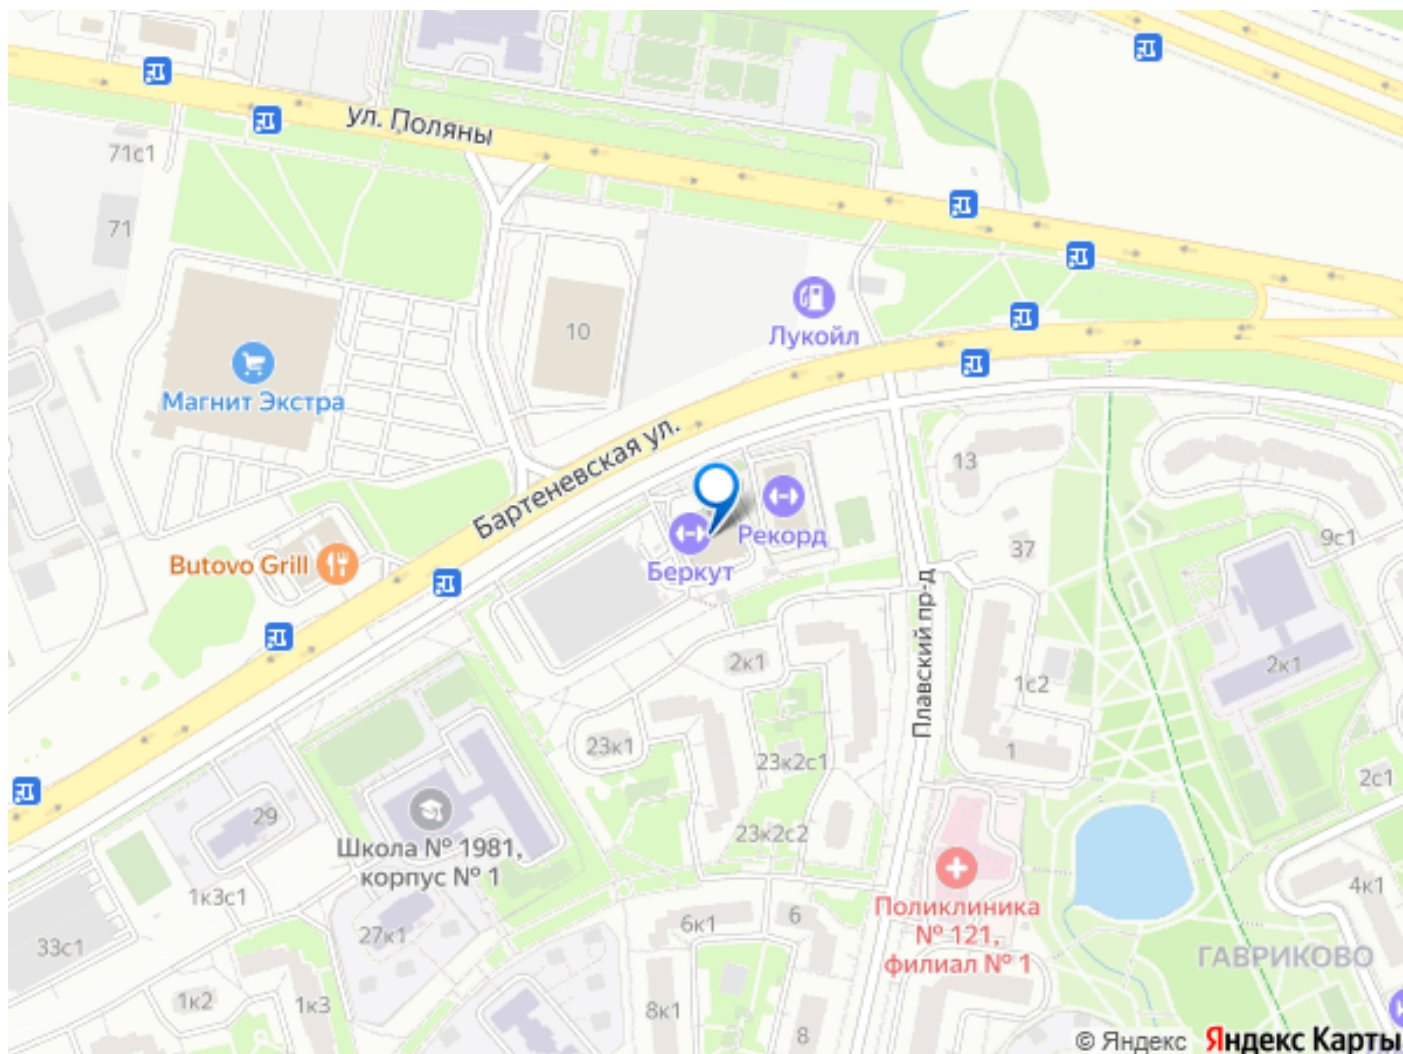 ул. Поляны
71с1
71
10
Лукойл
Магнит Экстра
Бартеневская ул.
13
Рекорд
37
9с1
Butovo Grill
Беркут
Плавский пр-д
2к1
2к1
1с2
23к1
1
23к2с1
2с1
29
23к2с2
Школа № 1981,
корпус № 1
1к3с1
4к1
Поликлиника
№ 121,
филиал № 1
6к1
6
27к1
33с1
ГАВРИКОВО
1к2
1к3
8к1
8
© Яндекс Яндекс Карты